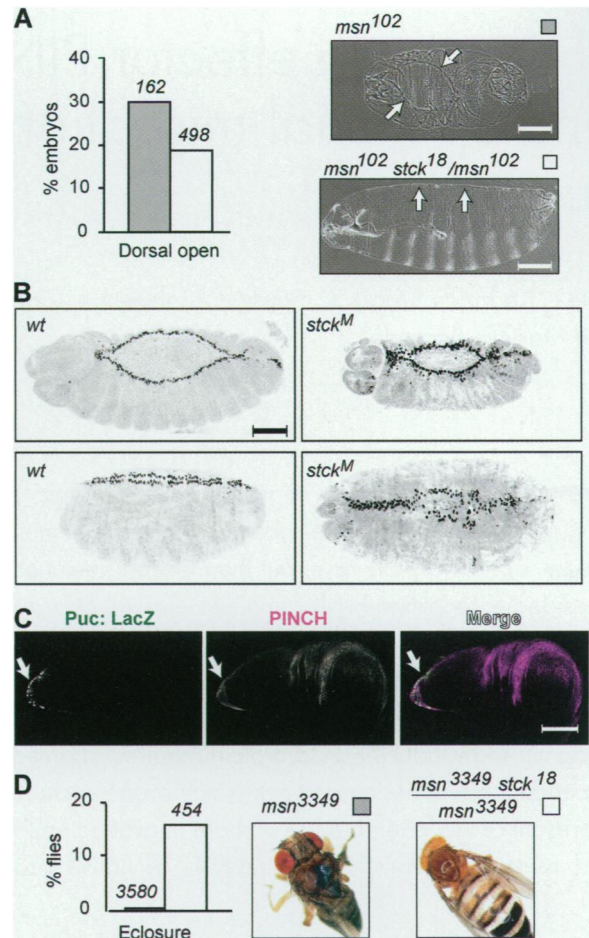 A
msn102
% embryos
40
30
20
10
0
162
498
Dorsal open
msn102 stck18/msn102
B
wt
stckM
wt
stckM
C
Puc: LacZ
PINCH
Merge
D
% flies
20
10
0
3580
454
Eclosure
msn3349
msn3349 stck18
msn3349